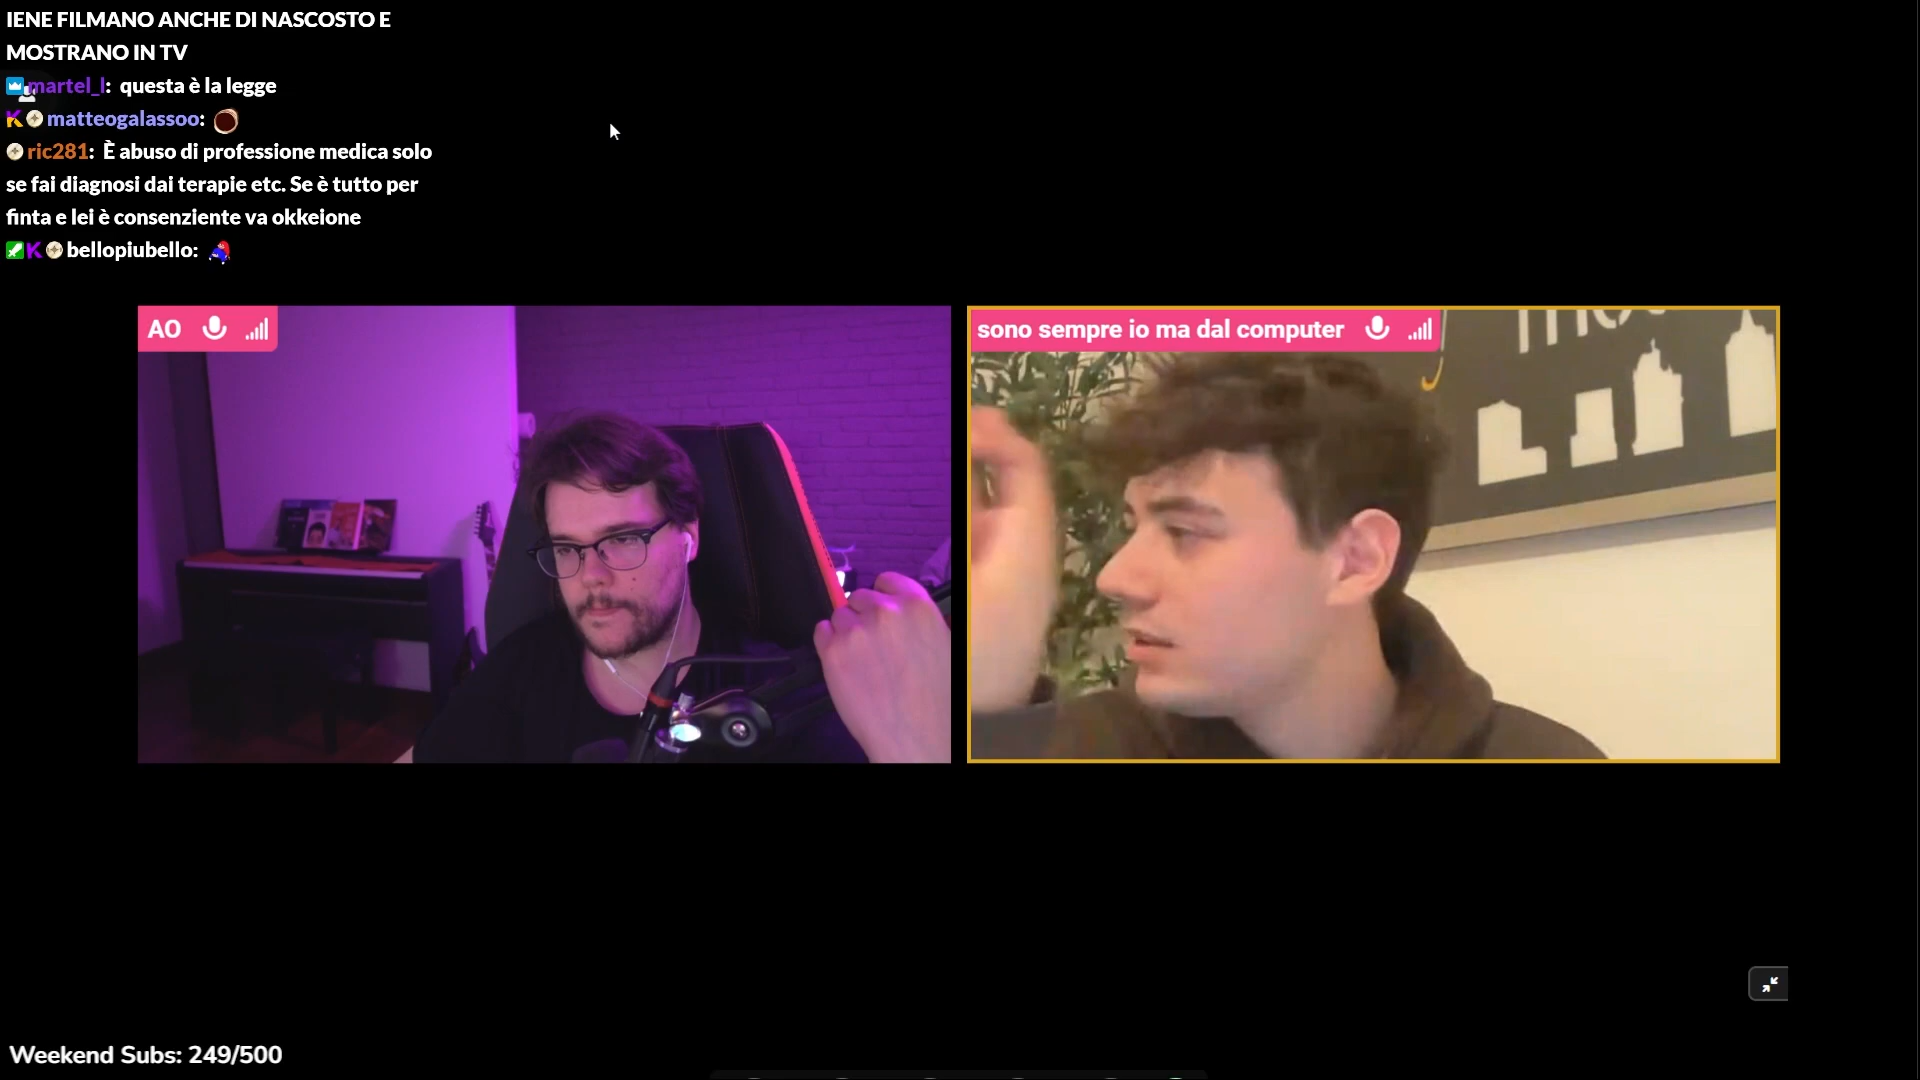 IENE FILMANO ANCHE DI NASCOSTO E
MOSTRANO IN TV
martel_l: questa è la legge
matteogalassoo:
ric281: È abuso di professione medica solo
se fai diagnosi dai terapie etc. Se è tutto per
finta e lei è consenziente va okkeione
bellopiubello:
AO
sono sempre io ma dal computer
Weekend Subs: 249/500